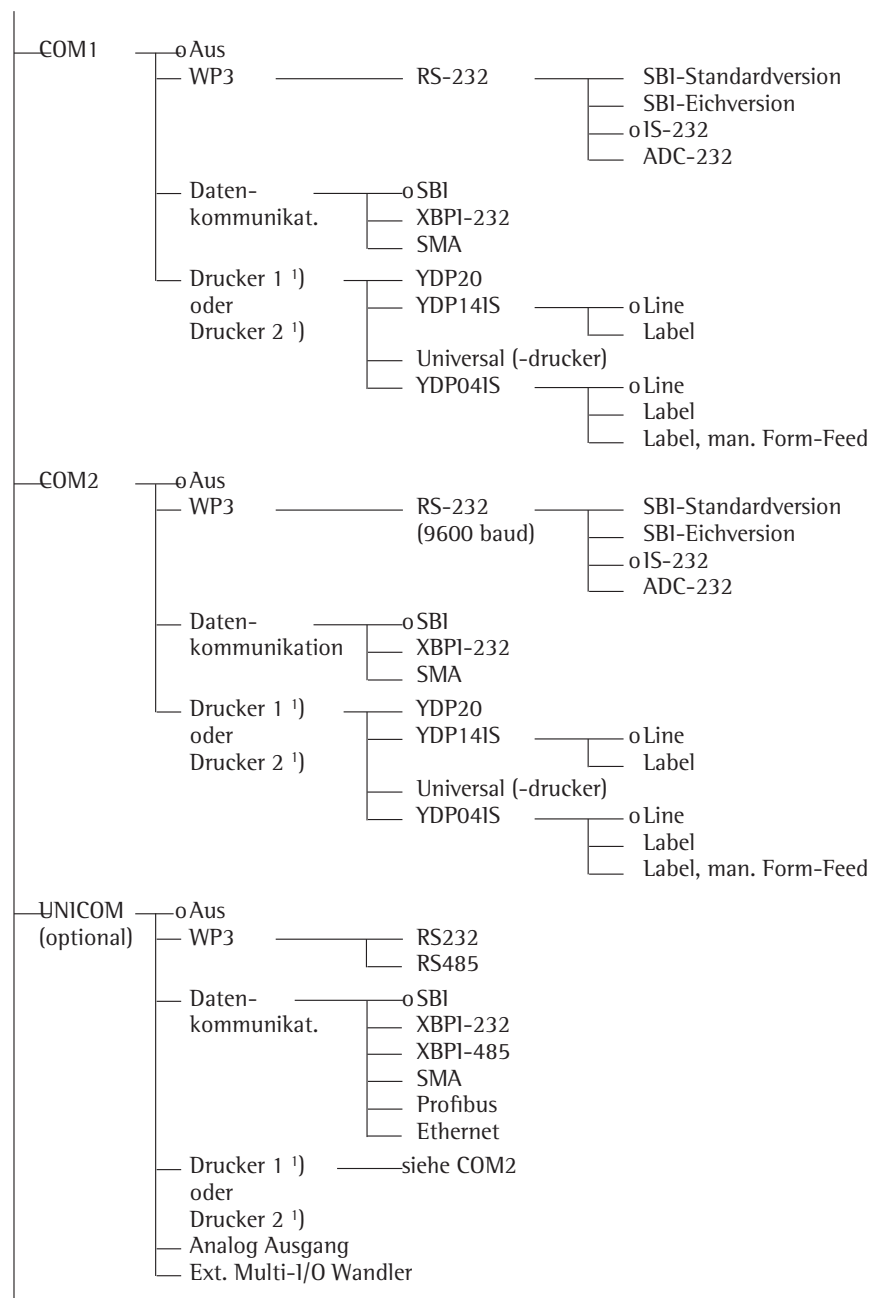 COM1 o Aus
WP3 RS-232 SBI-Standardversion
SBI-Eichversion
o IS-232
ADC-232
Daten- o SBI
kommunikat. XBPI-232
SMA
Drucker 1 ¹) YDP20
oder YDP14IS o Line
Drucker 2 ¹) Label
Universal (-drucker)
YDP04IS o Line
Label
Label, man. Form-Feed
COM2 o Aus
WP3 RS-232 SBI-Standardversion
(9600 baud) SBI-Eichversion
o IS-232
ADC-232
Daten- o SBI
kommunikation XBPI-232
SMA
Drucker 1 ¹) YDP20
oder YDP14IS o Line
Drucker 2 ¹) Label
Universal (-drucker)
YDP04IS o Line
Label
Label, man. Form-Feed
UNICOM o Aus
(optional) WP3 RS232
RS485
Daten- o SBI
kommunikat. XBPI-232
XBPI-485
SMA
Profibus
Ethernet
Drucker 1 ¹) siehe COM2
oder
Drucker 2 ¹)
Analog Ausgang
Ext. Multi-I/O Wandler